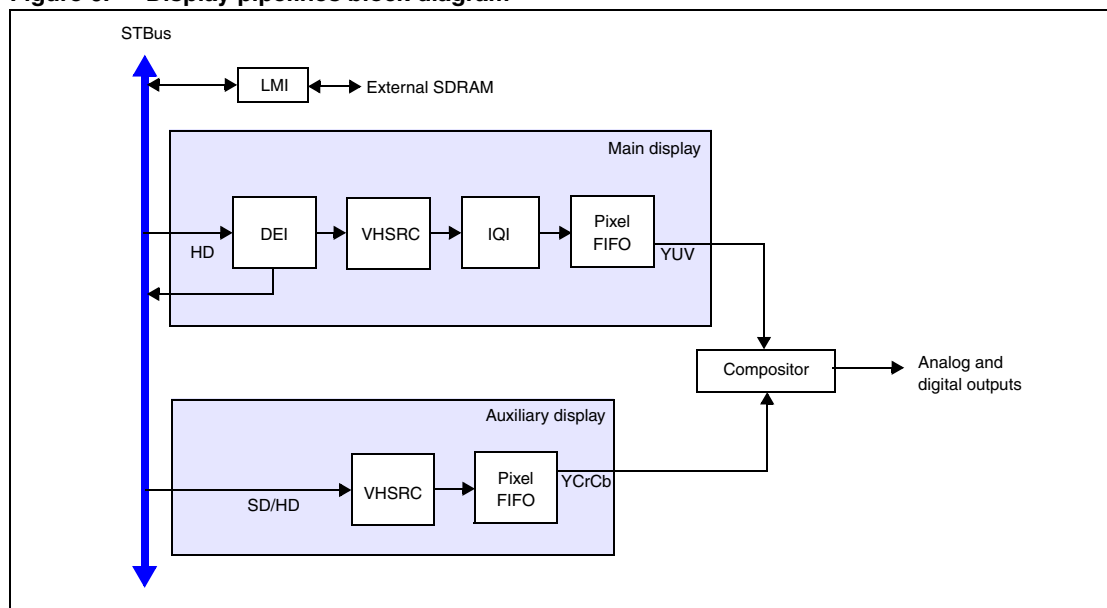 STBus
LMI
External SDRAM
Main display
HD
DEI
VHSRC
IQI
Pixel
FIFO
YUV
Compositor
Analog and
digital outputs
Auxiliary display
SD/HD
VHSRC
Pixel
FIFO
YCrCb